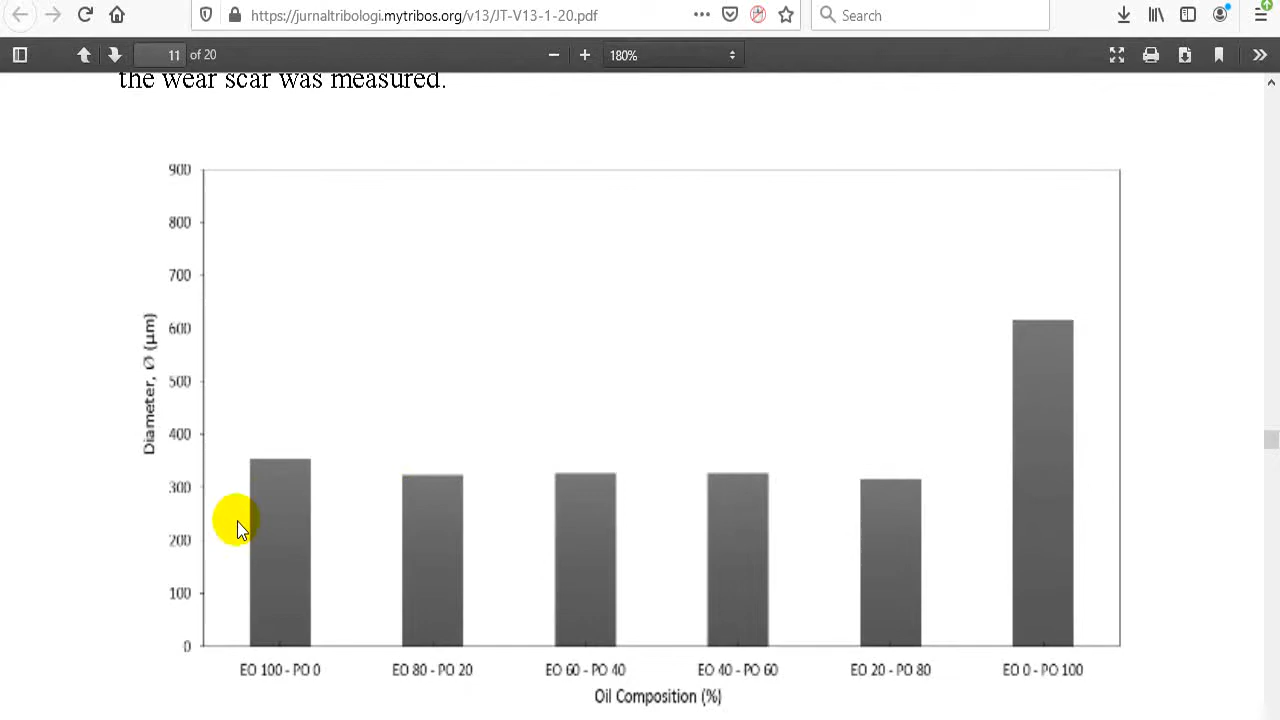 https://jurnaltribologi.mytribos.org/v13/JT-V13-1-20.pdf
Search
11 of 20
180%
the wear scar was measured.
900
800
700
600
500
400
300
200
100
0
Diameter, Ø (µm)
EO 100 - PO 0 EO 80 - PO 20 EO 60 - PO 40 EO 40 - PO 60 EO 20 - PO 80 EO 0 - PO 100
Oil Composition (%)